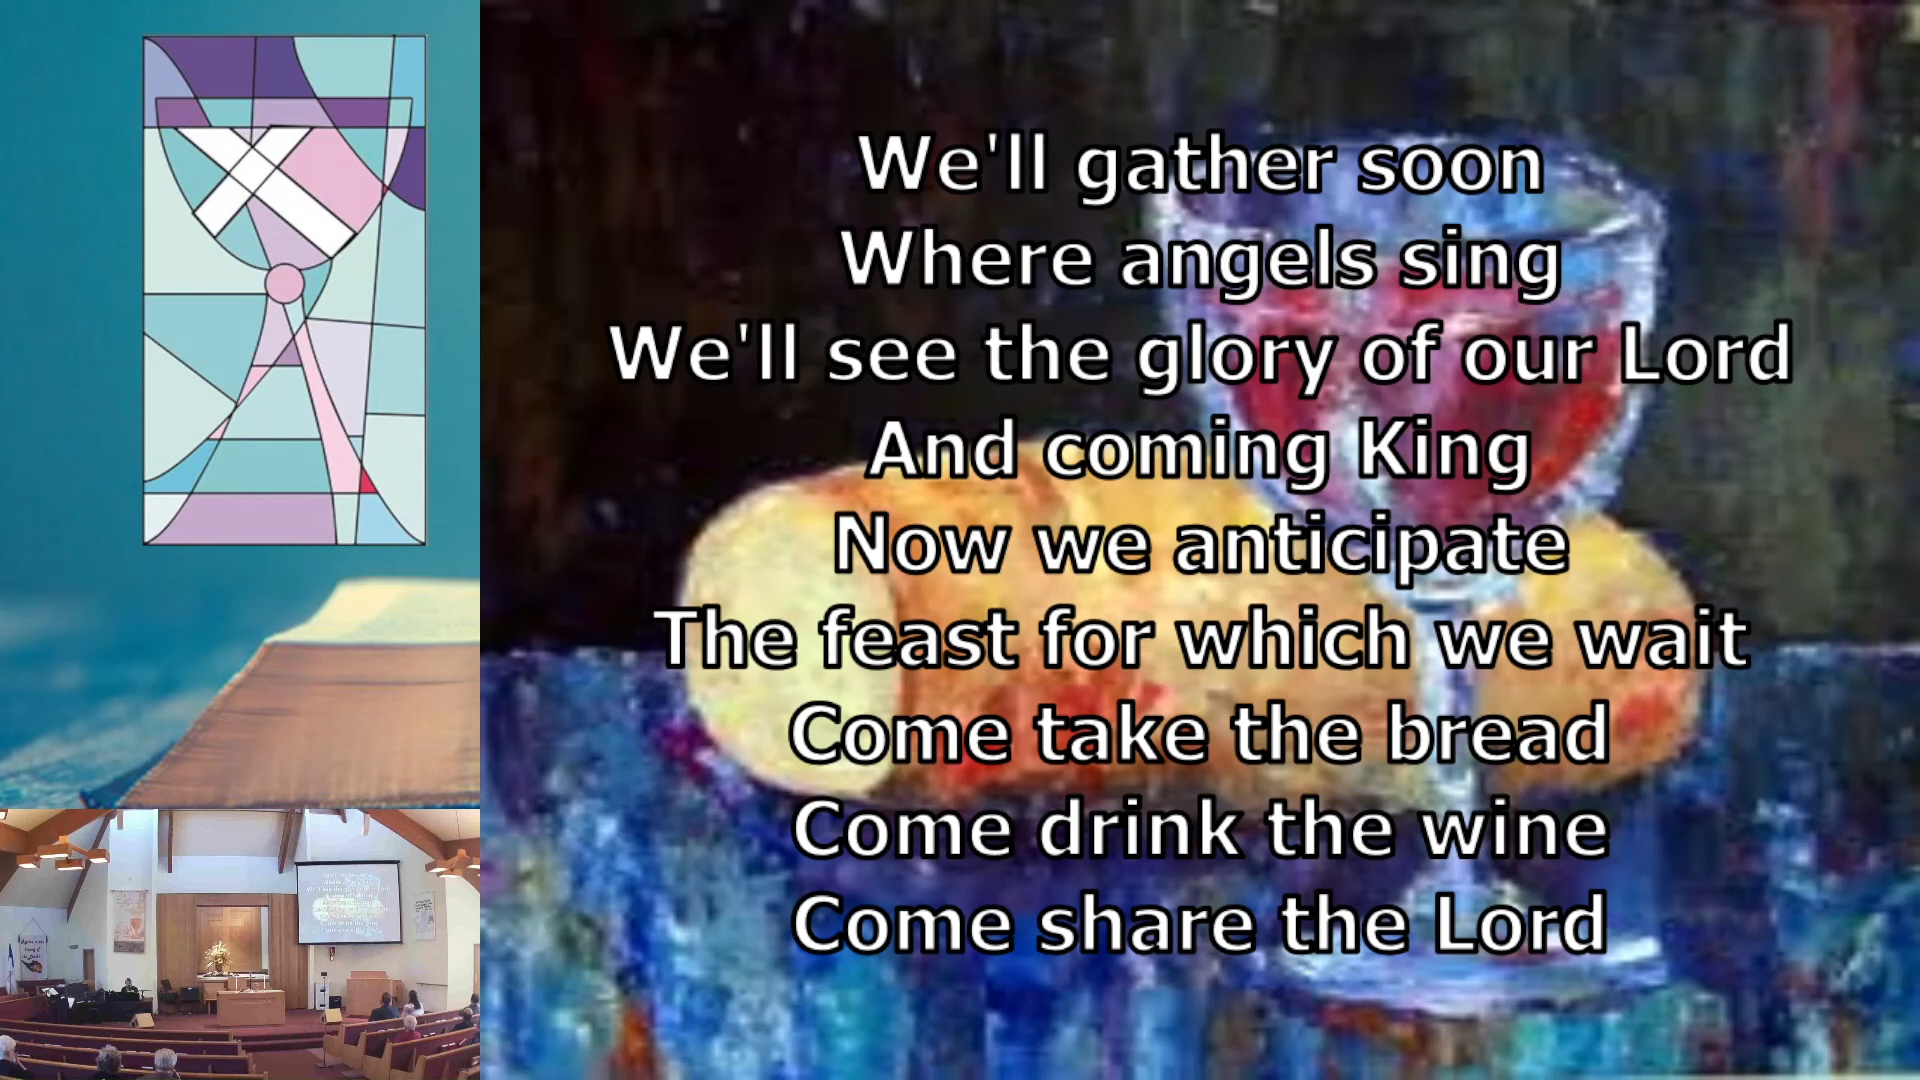 We'll gather soon
Where angels sing
We'll see the glory of our Lord
And coming King
Now we anticipate
The feast for which we wait
Come take the bread
Come drink the wine
Come share the Lord